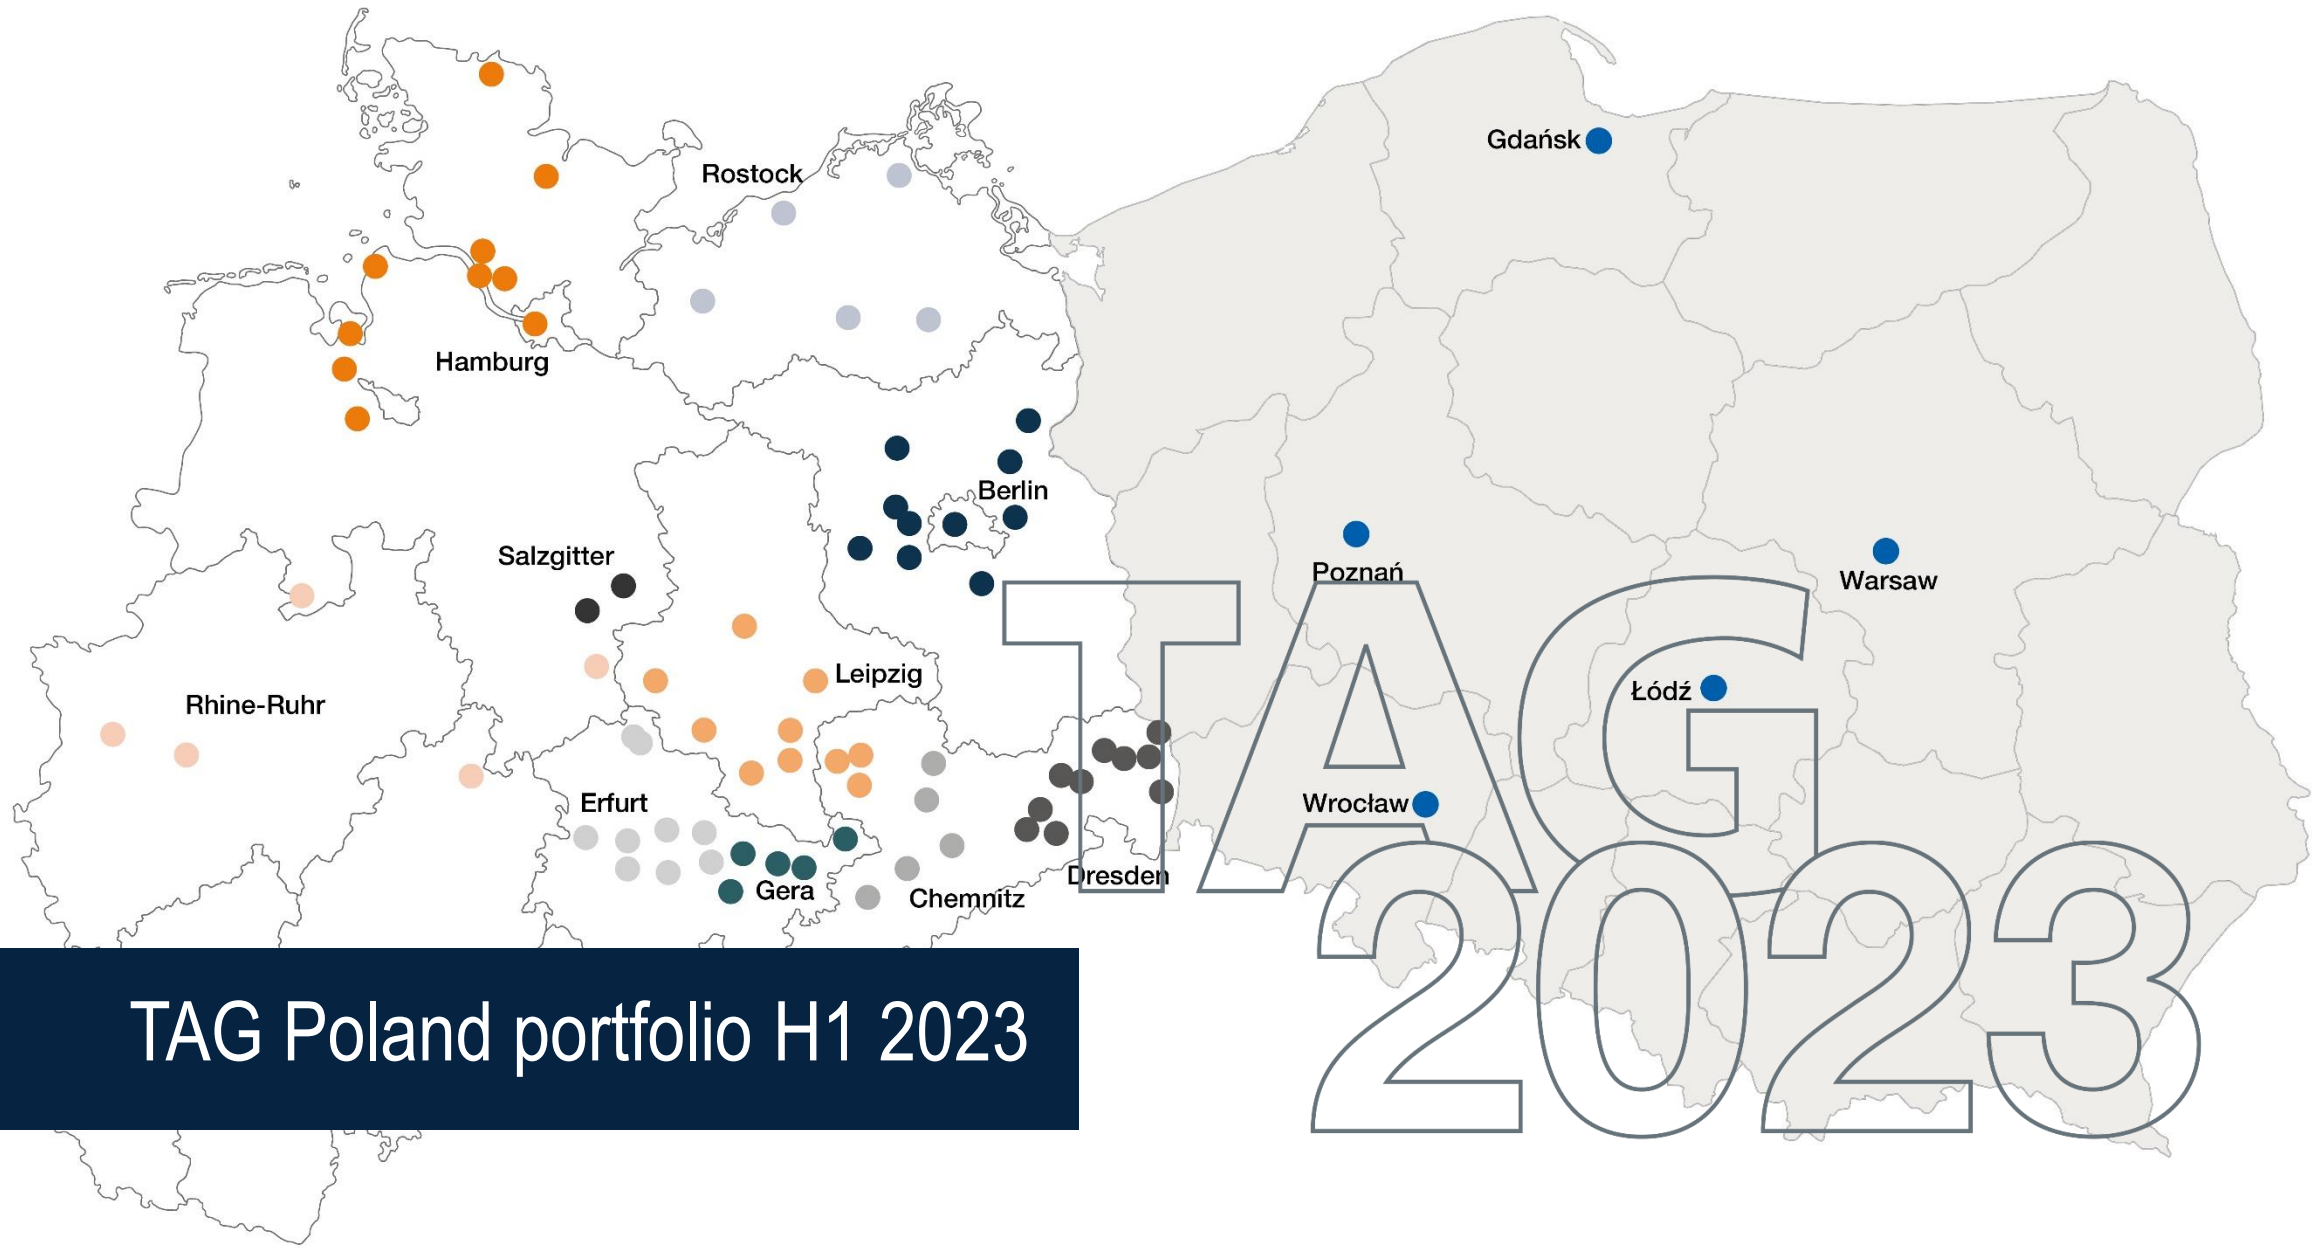 Gdańsk
Rostock
Hamburg
Berlin
Salzgitter
Poznań
Warsaw
Leipzig
Łódź
Rhine-Ruhr
Erfurt
Wrocław
Dresden
Gera
Chemnitz
TAG
2023
TAG Poland portfolio H1 2023